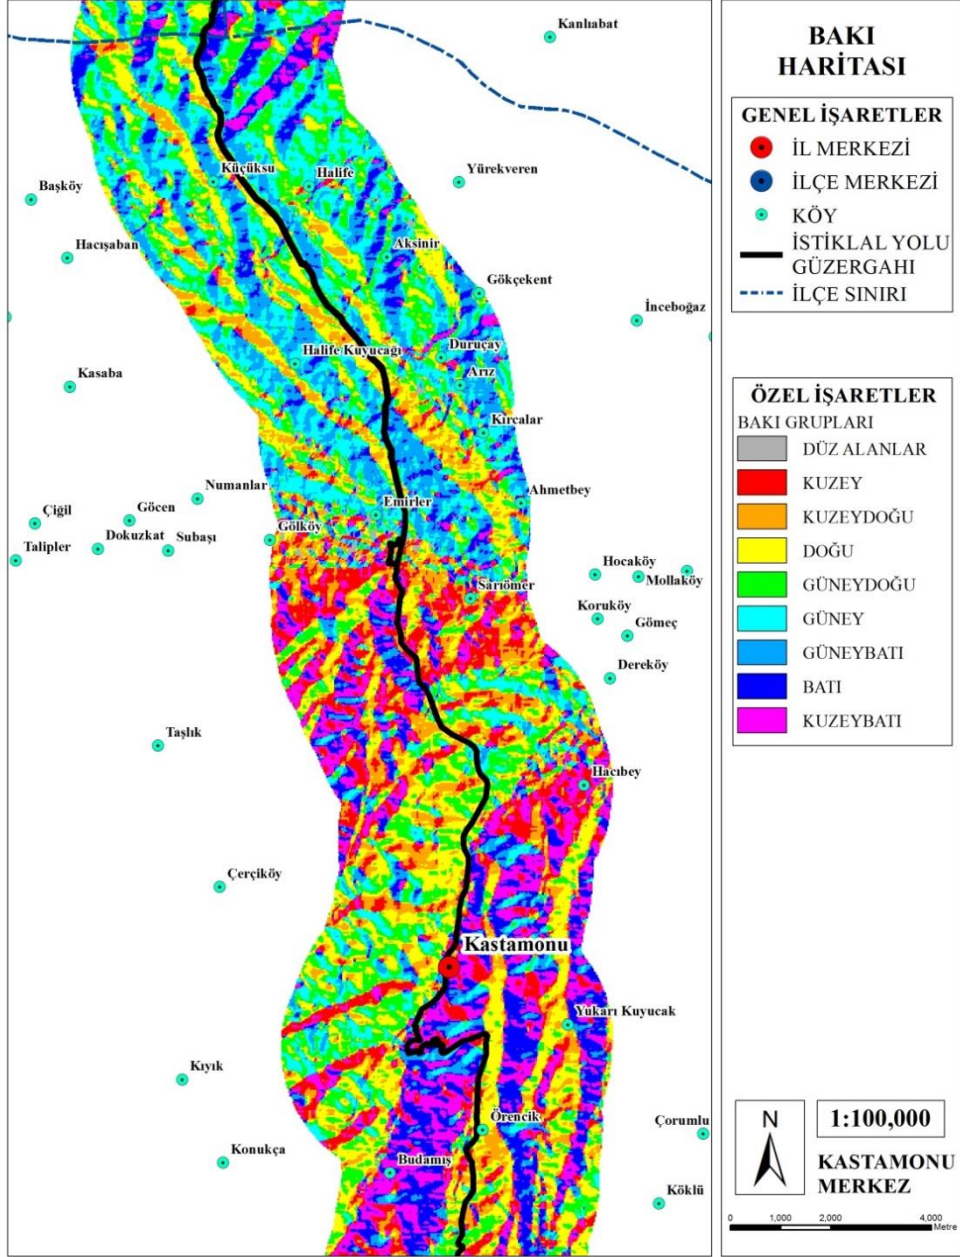 Kanlıabat
Küçüksu
Halife
Yürekveren
Başköy
Hacışaban
Aksinir
Gökçekent
İnceboğaz
Halife Kuyucağı
Duruçay
Arız
Kasaba
Kırcalar
Numanlar
Ahmetbey
Emirler
Çiğil
Göcen
Gölköy
Dokuzkat
Subaşı
Talipler
Hocaköy
Mollaköy
Sarıömer
Koruköy
Gömeç
Dereköy
Taşlık
Hacıbey
Çerçiköy
Kastamonu
Yukarı Kuyucak
Kıyık
Örencik
Çorumlu
Konukça
Budamış
Köklü
BAKI
HARİTASI
GENEL İŞARETLER
İL MERKEZİ
İLÇE MERKEZİ
KÖY
İSTİKLAL YOLU
GÜZERGAHI
İLÇE SINIRI
ÖZEL İŞARETLER
BAKI GRUPLARI
DÜZ ALANLAR
KUZEY
KUZEYDOĞU
DOĞU
GÜNEYDOĞU
GÜNEY
GÜNEYBATI
BATI
KUZEYBATI
N
1:100,000
KASTAMONU
MERKEZ
0 1,000 2,000 4,000
Metre